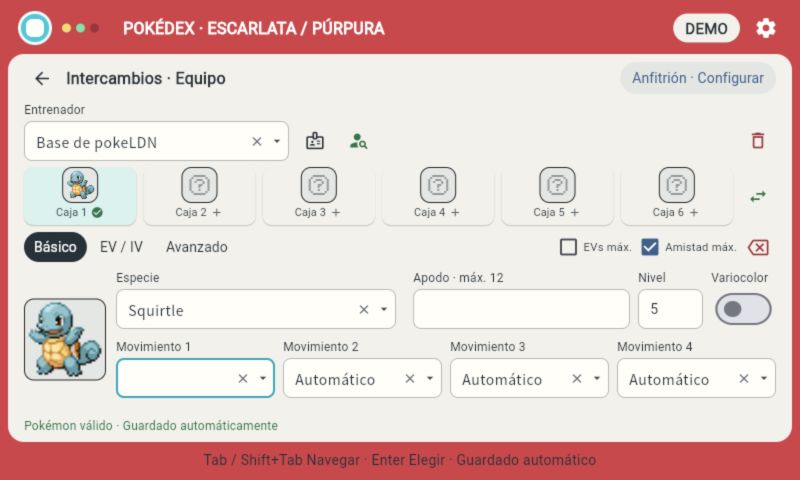 POKÉDEX · ESCARLATA / PÚRPURA
DEMO
Intercambios · Equipo
Anfitrión · Configurar
Entrenador
Base de pokeLDN
Caja 1
Caja 2 +
Caja 3 +
Caja 4 +
Caja 5 +
Caja 6 +
Básico
EV / IV
Avanzado
EVs máx.
Amistad máx.
Especie
Apodo · máx. 12
Nivel
Variocolor
Squirtle
5
Movimiento 1
Movimiento 2
Movimiento 3
Movimiento 4
Automático
Automático
Automático
Pokémon válido · Guardado automáticamente
Tab / Shift+Tab Navegar · Enter Elegir · Guardado automático